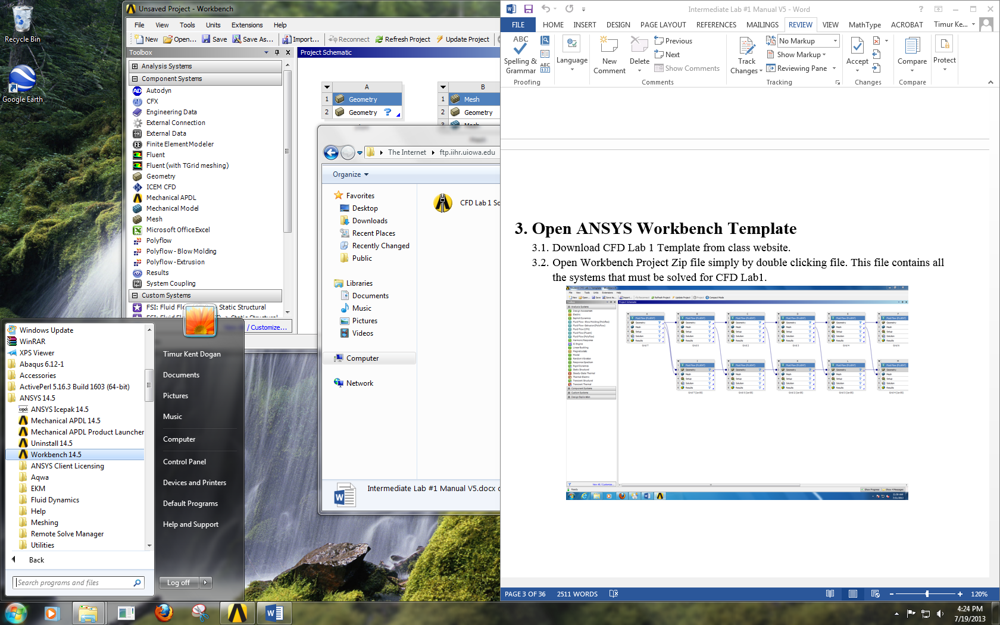 Recycle Bin
Google Earth
Unsaved Project - Workbench
File View Tools Units Extensions Help
New Open... Save Save As... Import... Reconnect Refresh Project Update Project
Toolbox
Analysis Systems
Component Systems
Autodyn
CFX
Engineering Data
External Connection
External Data
Finite Element Modeler
Fluent
Fluent (with TGrid meshing)
Geometry
ICEM CFD
Mechanical APDL
Mechanical Model
Mesh
Microsoft Office Excel
Polyflow
Polyflow - Blow Molding
Polyflow - Extrusion
Results
System Coupling
Custom Systems
FSI: Fluid Flow Static Structural
/ Customize...
Project Schematic
A
1 Geometry
2 Geometry ?
B
1 Mesh
2 Geometry
3 Mesh
The Internet ftp.iihr.uiowa.edu
Organize
Favorites
Desktop
Downloads
Recent Places
Recently Changed
Public
Libraries
Documents
Music
Pictures
Videos
Computer
Network
CFD Lab 1 Sc
Intermediate Lab #1 Manual V5.docx
Windows Update
WinRAR
XPS Viewer
Abaqus 6.12-1
Accessories
ActivePerl 5.16.3 Build 1603 (64-bit)
ANSYS 14.5
ANSYS Icepak 14.5
Mechanical APDL 14.5
Mechanical APDL Product Launcher
Uninstall 14.5
Workbench 14.5
ANSYS Client Licensing
Aqwa
EKM
Fluid Dynamics
Help
Meshing
Remote Solve Manager
Utilities
Back
Search programs and files
Timur Kent Dogan
Documents
Pictures
Music
Computer
Control Panel
Devices and Printers
Default Programs
Help and Support
Log off
Intermediate Lab #1 Manual V5 - Word
FILE HOME INSERT DESIGN PAGE LAYOUT REFERENCES MAILINGS REVIEW VIEW MathType ACROBAT Timur Ke...
ABC
Spelling & Grammar
ABC
123
Proofing
Language
New Comment
Delete
Previous
Next
Show Comments
Comments
Track Changes
No Markup
Show Markup
Reviewing Pane
Tracking
Accept
Changes
Compare
Compare
Protect
3. Open ANSYS Workbench Template
3.1. Download CFD Lab 1 Template from class website.
3.2. Open Workbench Project Zip file simply by double clicking file. This file contains all
the systems that must be solved for CFD Lab1.
PAGE 3 OF 36 2511 WORDS
120%
4:24 PM
7/19/2013